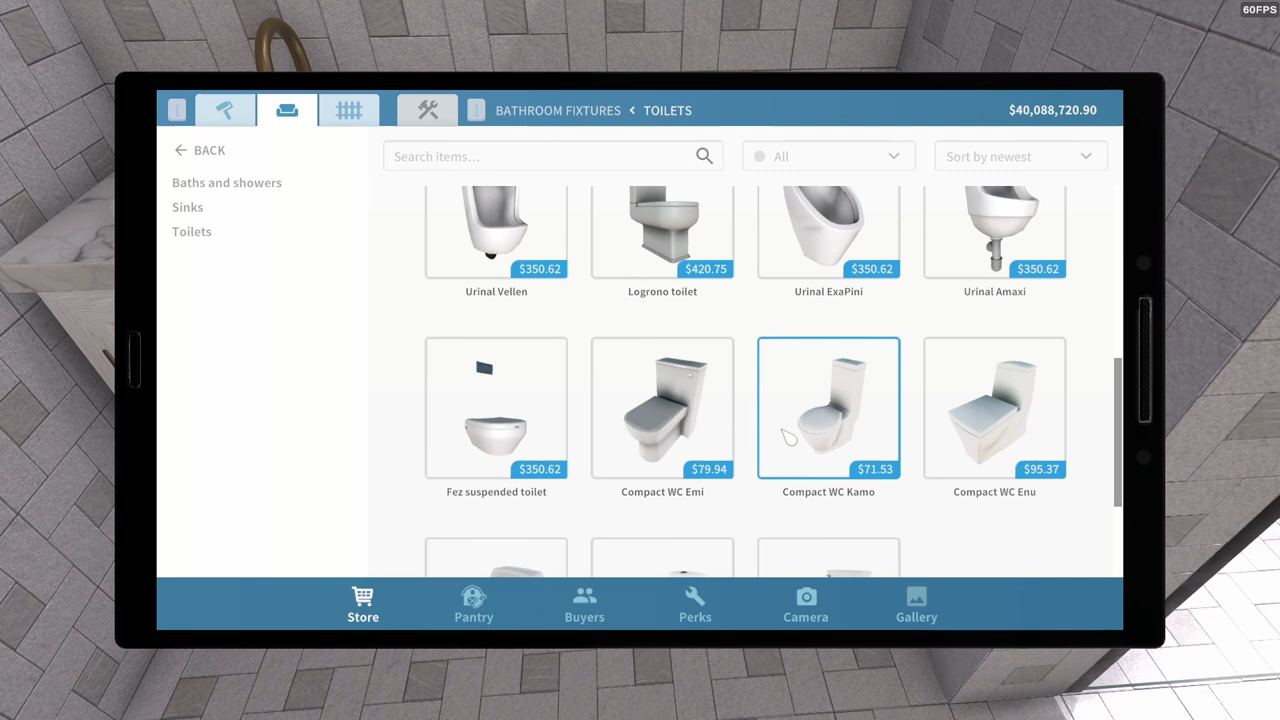 60FPS
BATHROOM FIXTURES < TOILETS
$40,088,720.90
BACK
Baths and showers
Sinks
Toilets
Search items...
All
Sort by newest
$350.62
$420.75
$350.62
$350.62
Urinal Vellen
Logrono toilet
Urinal ExaPini
Urinal Amaxi
$350.62
$79.94
$71.53
$95.37
Fez suspended toilet
Compact WC Emi
Compact WC Kamo
Compact WC Enu
Store
Pantry
Buyers
Perks
Camera
Gallery